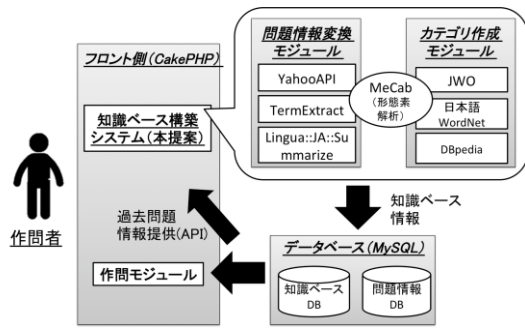 フロント側(CakePHP)
知識ベース構築
システム(本提案)
過去問題
情報提供(API)
作問モジュール
作問者
問題情報変換
モジュール
YahooAPI
TermExtract
Lingua::JA::Su
mmarize
MeCab
(形態素
解析)
カテゴリ作成
モジュール
JWO
日本語
WordNet
DBpedia
知識ベース
情報
データベース(MySQL)
知識ベース
DB
問題情報
DB